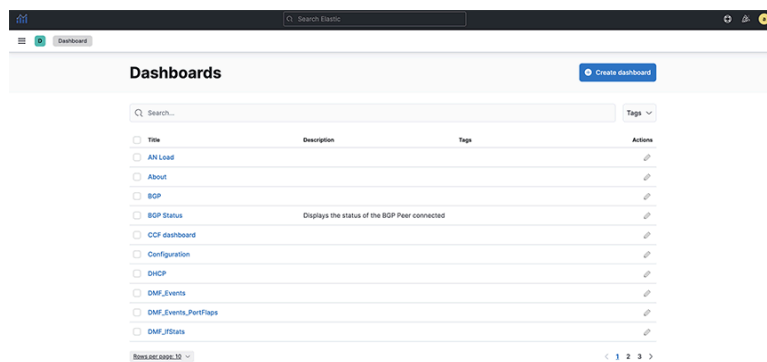 Search Elastic
D Dashboard
Dashboards
Create dashboard
Search...
Tags
Title Description Tags Actions
AN Load
About
BGP
BGP Status Displays the status of the BGP Peer connected
CCF dashboard
Configuration
DHCP
DMF_Events
DMF_Events_PortFlaps
DMF_IfStats
Rows per page: 10 < 1 2 3 >